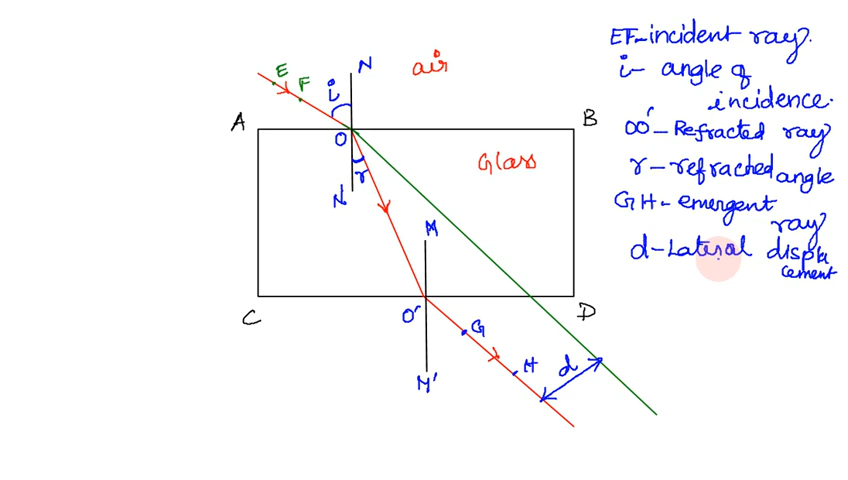 E
F
i
N
air
A
B
O
Glass
r
N'
M
C
O'
D
G
H
d
M'
EF-incident ray.
i- angle of
incidence.
OO'-Refracted ray
r-refracted angle
GH-emergent
ray
d-Lateral displa
cement